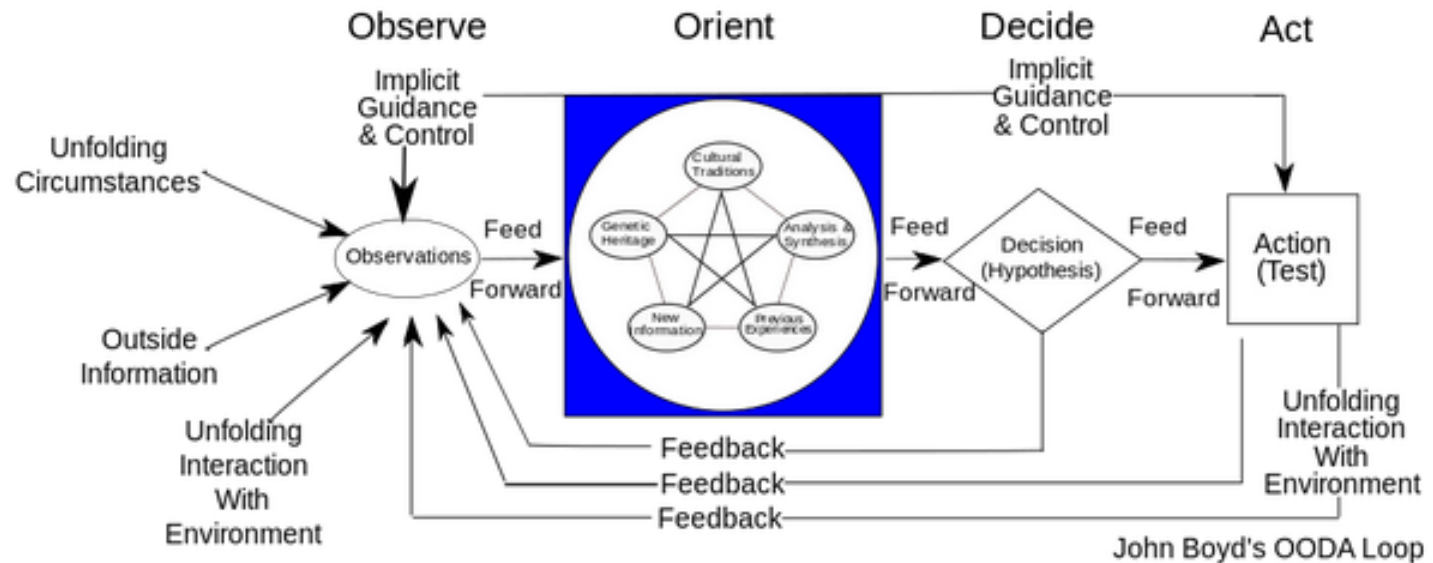 Observe
Orient
Decide
Act
Implicit
Guidance
& Control
Implicit
Guidance
& Control
Unfolding
Circumstances
Cultural
Traditions
Genetic
Heritage
Analysis &
Synthesis
New
Information
Previous
Experiences
Observations
Feed
Forward
Feed
Forward
Decision
(Hypothesis)
Feed
Forward
Action
(Test)
Outside
Information
Unfolding
Interaction
With
Environment
Feedback
Feedback
Feedback
Unfolding
Interaction
With
Environment
John Boyd's OODA Loop